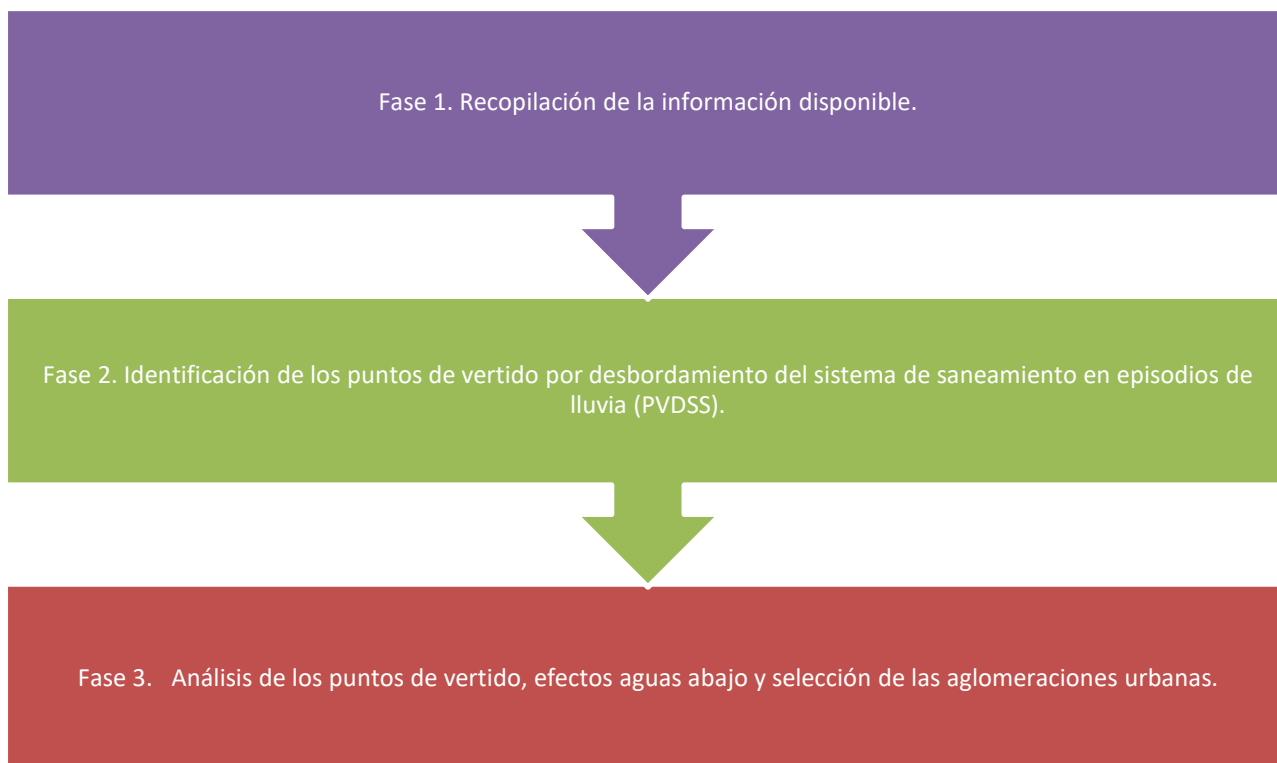 Fase 1. Recopilación de la información disponible.
Fase 2. Identificación de los puntos de vertido por desbordamiento del sistema de saneamiento en episodios de
lluvia (PVDSS).
Fase 3. Análisis de los puntos de vertido, efectos aguas abajo y selección de las aglomeraciones urbanas.